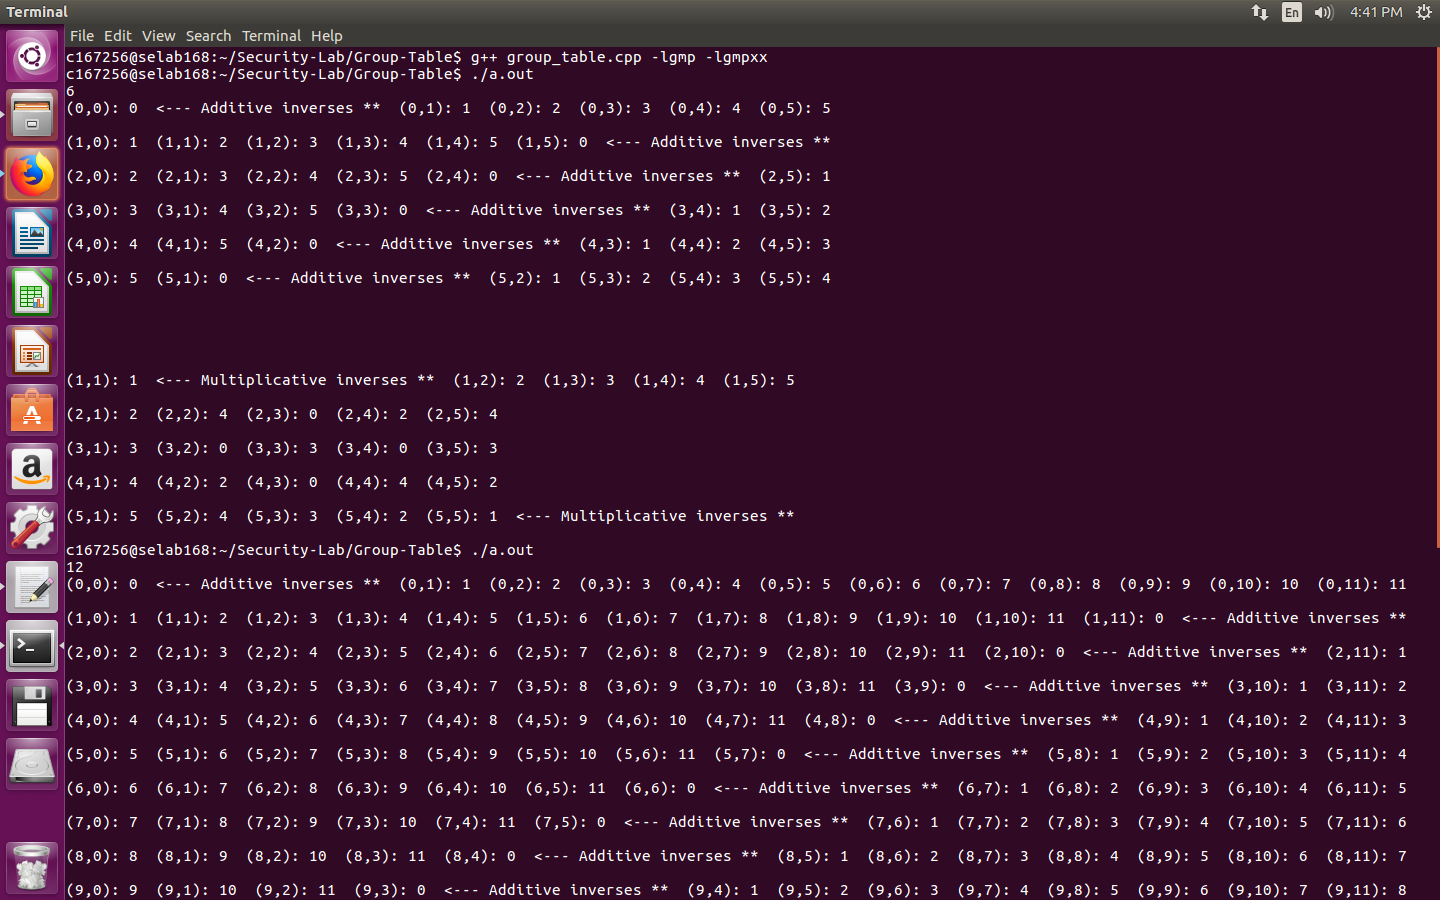 Terminal
En
4:41 PM
File Edit View Search Terminal Help
c167256@selab168:~/Security-Lab/Group-Table$ g++ group_table.cpp -lgmp -lgmpxx
c167256@selab168:~/Security-Lab/Group-Table$ ./a.out
6
(0,0): 0  <--- Additive inverses **  (0,1): 1  (0,2): 2  (0,3): 3  (0,4): 4  (0,5): 5
(1,0): 1  (1,1): 2  (1,2): 3  (1,3): 4  (1,4): 5  (1,5): 0  <--- Additive inverses **
(2,0): 2  (2,1): 3  (2,2): 4  (2,3): 5  (2,4): 0  <--- Additive inverses **  (2,5): 1
(3,0): 3  (3,1): 4  (3,2): 5  (3,3): 0  <--- Additive inverses **  (3,4): 1  (3,5): 2
(4,0): 4  (4,1): 5  (4,2): 0  <--- Additive inverses **  (4,3): 1  (4,4): 2  (4,5): 3
(5,0): 5  (5,1): 0  <--- Additive inverses **  (5,2): 1  (5,3): 2  (5,4): 3  (5,5): 4
(1,1): 1  <--- Multiplicative inverses **  (1,2): 2  (1,3): 3  (1,4): 4  (1,5): 5
(2,1): 2  (2,2): 4  (2,3): 0  (2,4): 2  (2,5): 4
(3,1): 3  (3,2): 0  (3,3): 3  (3,4): 0  (3,5): 3
(4,1): 4  (4,2): 2  (4,3): 0  (4,4): 4  (4,5): 2
(5,1): 5  (5,2): 4  (5,3): 3  (5,4): 2  (5,5): 1  <--- Multiplicative inverses **
c167256@selab168:~/Security-Lab/Group-Table$ ./a.out
12
(0,0): 0  <--- Additive inverses **  (0,1): 1  (0,2): 2  (0,3): 3  (0,4): 4  (0,5): 5  (0,6): 6  (0,7): 7  (0,8): 8  (0,9): 9  (0,10): 10  (0,11): 11
(1,0): 1  (1,1): 2  (1,2): 3  (1,3): 4  (1,4): 5  (1,5): 6  (1,6): 7  (1,7): 8  (1,8): 9  (1,9): 10  (1,10): 11  (1,11): 0  <--- Additive inverses **
(2,0): 2  (2,1): 3  (2,2): 4  (2,3): 5  (2,4): 6  (2,5): 7  (2,6): 8  (2,7): 9  (2,8): 10  (2,9): 11  (2,10): 0  <--- Additive inverses **  (2,11): 1
(3,0): 3  (3,1): 4  (3,2): 5  (3,3): 6  (3,4): 7  (3,5): 8  (3,6): 9  (3,7): 10  (3,8): 11  (3,9): 0  <--- Additive inverses **  (3,10): 1  (3,11): 2
(4,0): 4  (4,1): 5  (4,2): 6  (4,3): 7  (4,4): 8  (4,5): 9  (4,6): 10  (4,7): 11  (4,8): 0  <--- Additive inverses **  (4,9): 1  (4,10): 2  (4,11): 3
(5,0): 5  (5,1): 6  (5,2): 7  (5,3): 8  (5,4): 9  (5,5): 10  (5,6): 11  (5,7): 0  <--- Additive inverses **  (5,8): 1  (5,9): 2  (5,10): 3  (5,11): 4
(6,0): 6  (6,1): 7  (6,2): 8  (6,3): 9  (6,4): 10  (6,5): 11  (6,6): 0  <--- Additive inverses **  (6,7): 1  (6,8): 2  (6,9): 3  (6,10): 4  (6,11): 5
(7,0): 7  (7,1): 8  (7,2): 9  (7,3): 10  (7,4): 11  (7,5): 0  <--- Additive inverses **  (7,6): 1  (7,7): 2  (7,8): 3  (7,9): 4  (7,10): 5  (7,11): 6
(8,0): 8  (8,1): 9  (8,2): 10  (8,3): 11  (8,4): 0  <--- Additive inverses **  (8,5): 1  (8,6): 2  (8,7): 3  (8,8): 4  (8,9): 5  (8,10): 6  (8,11): 7
(9,0): 9  (9,1): 10  (9,2): 11  (9,3): 0  <--- Additive inverses **  (9,4): 1  (9,5): 2  (9,6): 3  (9,7): 4  (9,8): 5  (9,9): 6  (9,10): 7  (9,11): 8